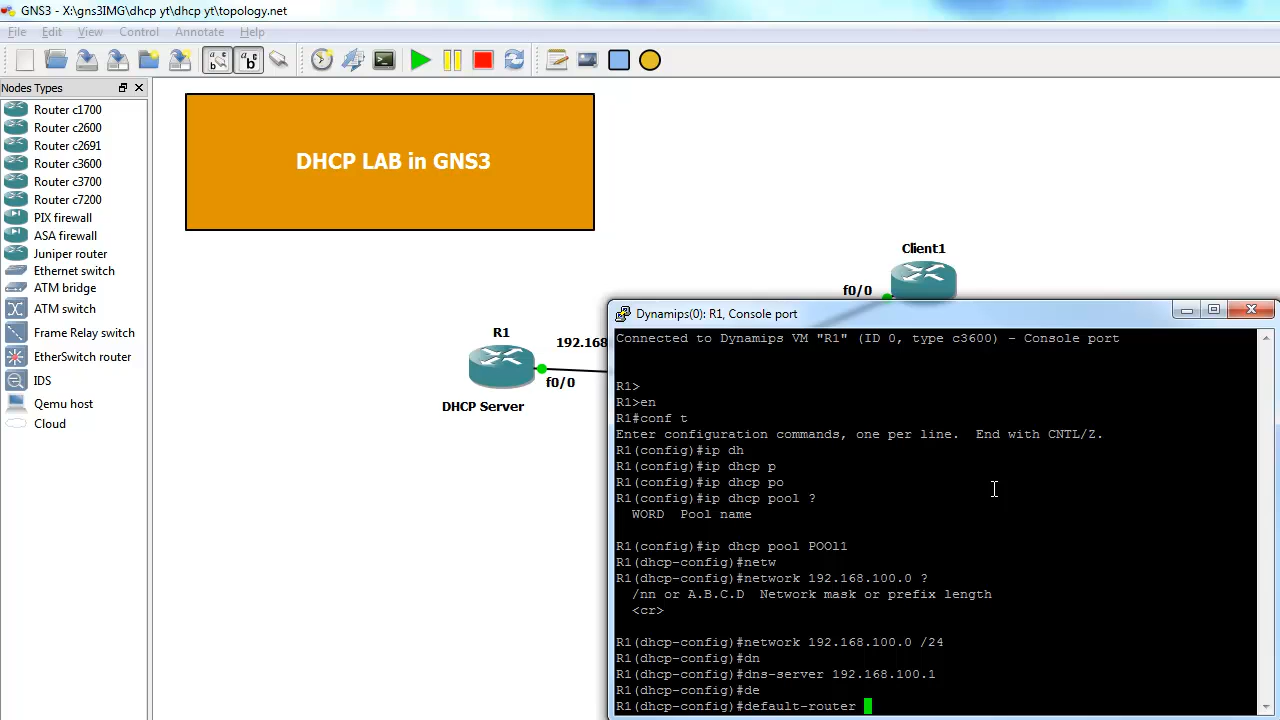 GNS3 - X:\gns3IMG\dhcp yt\dhcp yt\topology.net
File Edit View Control Annotate Help
Nodes Types
Router c1700
Router c2600
Router c2691
Router c3600
Router c3700
Router c7200
PIX firewall
ASA firewall
Juniper router
Ethernet switch
ATM bridge
ATM switch
Frame Relay switch
EtherSwitch router
IDS
Qemu host
Cloud
DHCP LAB in GNS3
Client1
f0/0
R1
192.168
f0/0
DHCP Server
Dynamips(0): R1, Console port
Connected to Dynamips VM "R1" (ID 0, type c3600) - Console port
R1>
R1>en
R1#conf t
Enter configuration commands, one per line.  End with CNTL/Z.
R1(config)#ip dh
R1(config)#ip dhcp p
R1(config)#ip dhcp po
R1(config)#ip dhcp pool ?
WORD  Pool name
R1(config)#ip dhcp pool POOl1
R1(dhcp-config)#netw
R1(dhcp-config)#network 192.168.100.0 ?
/nn or A.B.C.D  Network mask or prefix length
<cr>
R1(dhcp-config)#network 192.168.100.0 /24
R1(dhcp-config)#dn
R1(dhcp-config)#dns-server 192.168.100.1
R1(dhcp-config)#de
R1(dhcp-config)#default-router